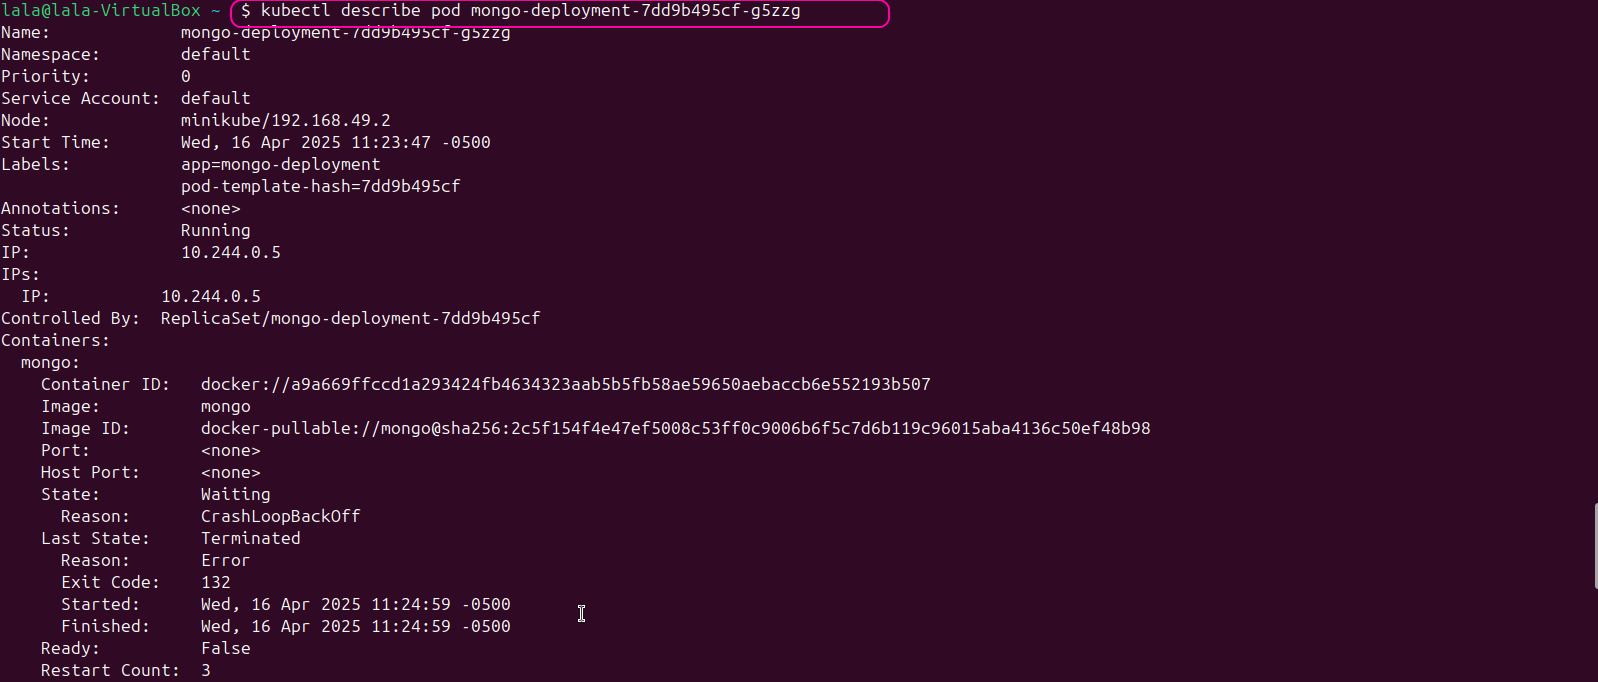 lala@lala-VirtualBox ~ $ kubectl describe pod mongo-deployment-7dd9b495cf-g5zzg
Name:             mongo-deployment-7dd9b495cf-g5zzg
Namespace:        default
Priority:         0
Service Account:  default
Node:             minikube/192.168.49.2
Start Time:       Wed, 16 Apr 2025 11:23:47 -0500
Labels:           app=mongo-deployment
                  pod-template-hash=7dd9b495cf
Annotations:      <none>
Status:           Running
IP:               10.244.0.5
IPs:
  IP:           10.244.0.5
Controlled By:  ReplicaSet/mongo-deployment-7dd9b495cf
Containers:
  mongo:
    Container ID:   docker://a9a669ffccd1a293424fb4634323aab5b5fb58ae59650aebaccb6e552193b507
    Image:          mongo
    Image ID:       docker-pullable://mongo@sha256:2c5f154f4e47ef5008c53ff0c9006b6f5c7d6b119c96015aba4136c50ef48b98
    Port:           <none>
    Host Port:      <none>
    State:          Waiting
      Reason:       CrashLoopBackOff
    Last State:     Terminated
      Reason:       Error
      Exit Code:    132
      Started:      Wed, 16 Apr 2025 11:24:59 -0500
      Finished:     Wed, 16 Apr 2025 11:24:59 -0500
    Ready:          False
    Restart Count:  3